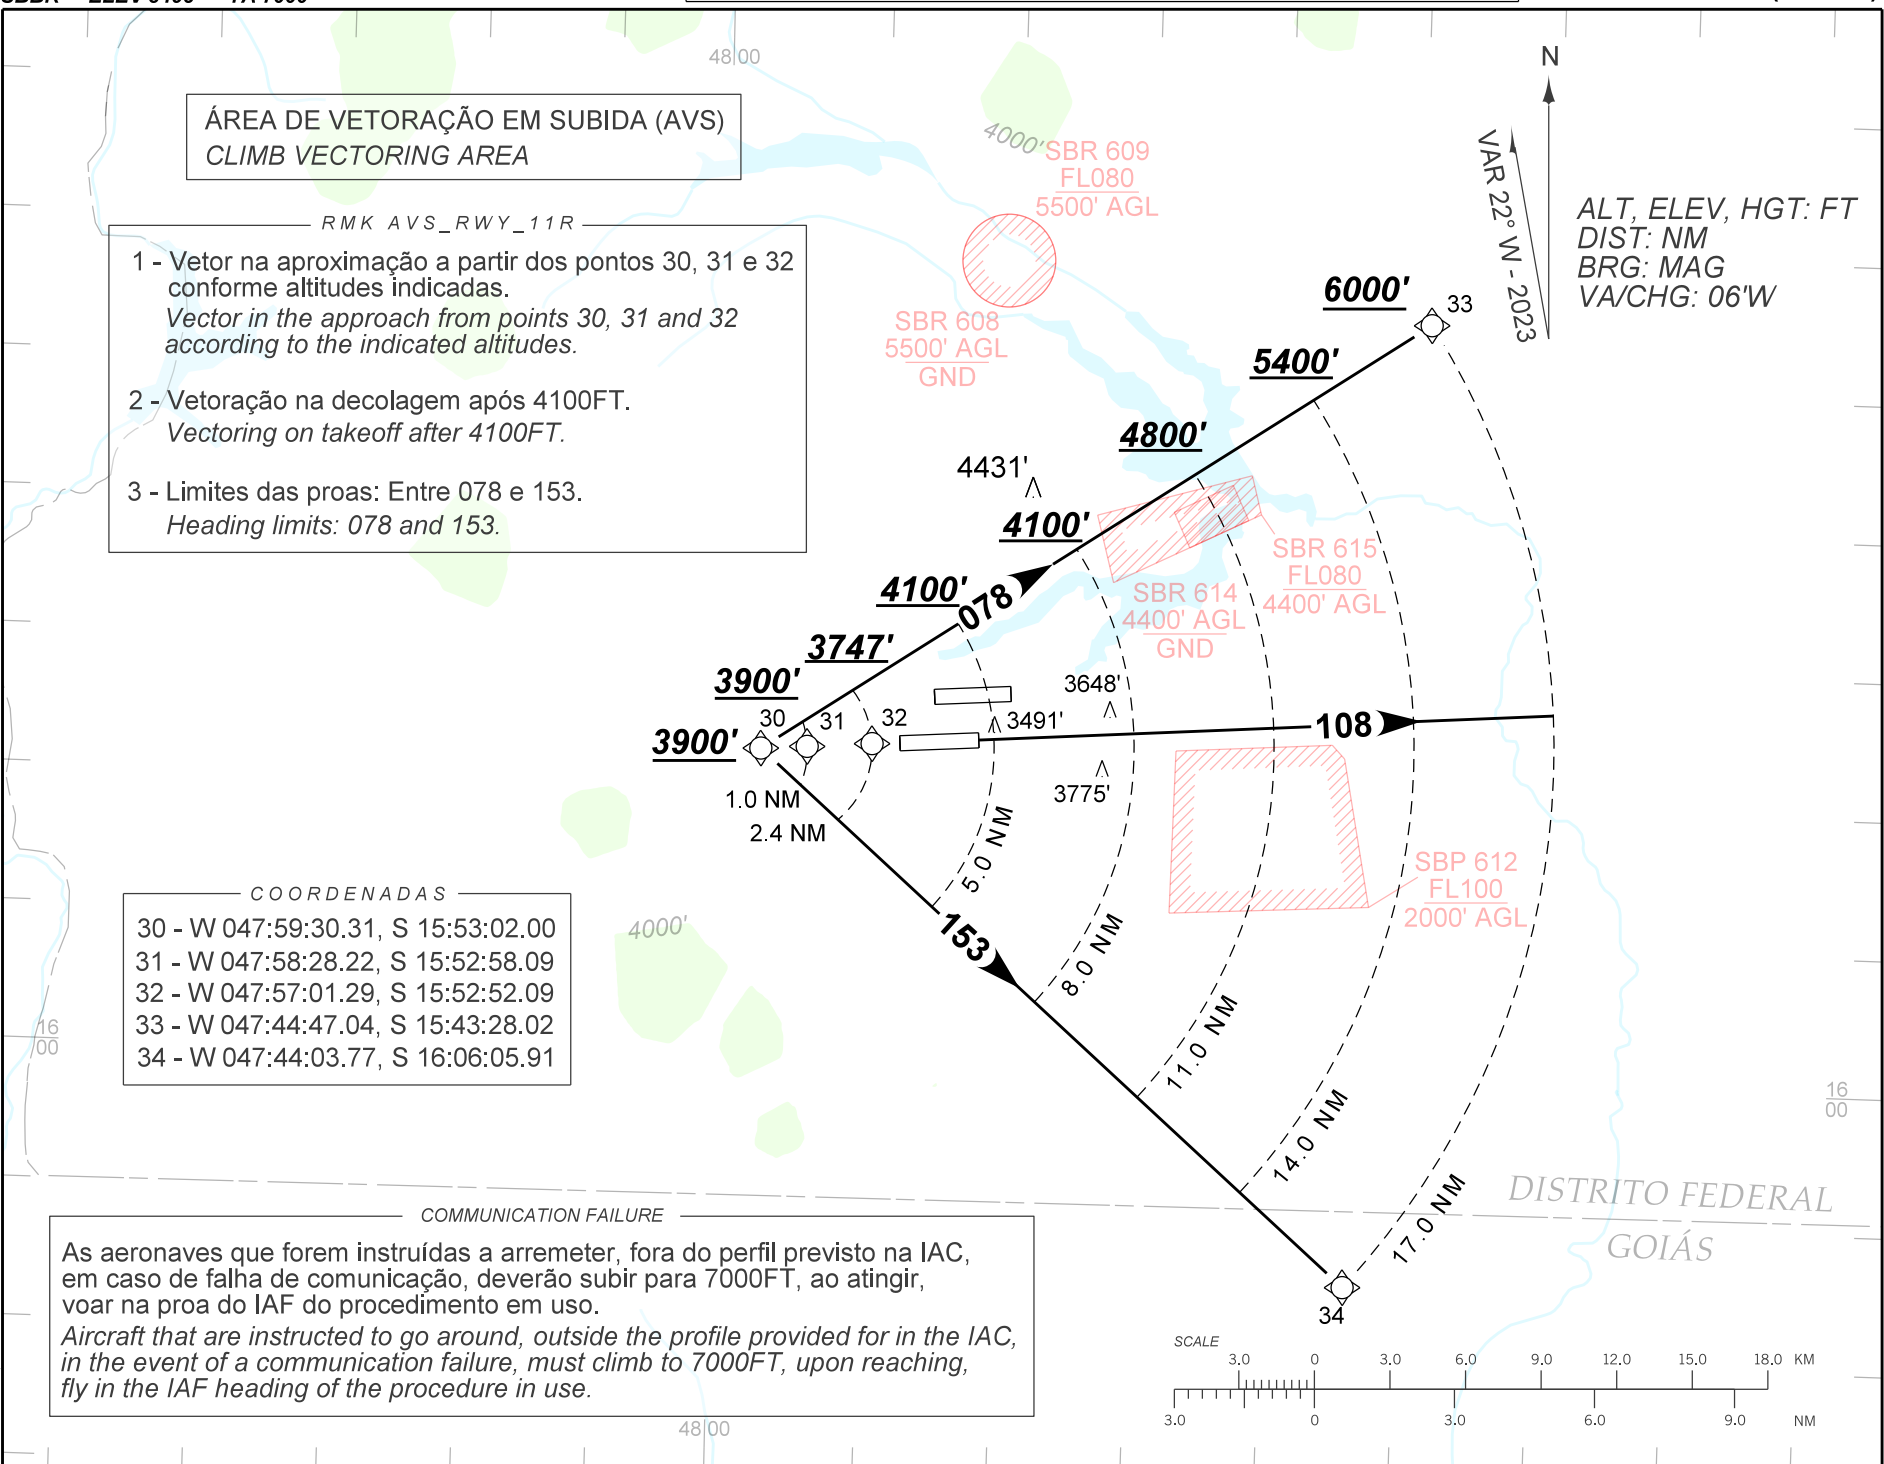 48 00
N
VAR 22° W - 2023
ALT, ELEV, HGT: FT
DIST: NM
BRG: MAG
VA/CHG: 06'W
ÁREA DE VETORAÇÃO EM SUBIDA (AVS)
CLIMB VECTORING AREA
RMK AVS_RWY_11R
1 - Vetor na aproximação a partir dos pontos 30, 31 e 32
conforme altitudes indicadas.
Vector in the approach from points 30, 31 and 32
according to the indicated altitudes.
2 - Vetoração na decolagem após 4100FT.
Vectoring on takeoff after 4100FT.
3 - Limites das proas: Entre 078 e 153.
Heading limits: 078 and 153.
4000'
SBR 609
FL080
5500' AGL
SBR 608
5500' AGL
GND
6000'
33
5400'
4800'
4431'
4100'
4100'
078
3747'
3900'
3900'
30
31
32
SBR 615
FL080
4400' AGL
SBR 614
4400' AGL
GND
3648'
3491'
108
3775'
1.0 NM
2.4 NM
5.0 NM
8.0 NM
11.0 NM
14.0 NM
17.0 NM
153
SBP 612
FL100
2000' AGL
34
4000'
COORDENADAS
30 - W 047:59:30.31, S 15:53:02.00
31 - W 047:58:28.22, S 15:52:58.09
32 - W 047:57:01.29, S 15:52:52.09
33 - W 047:44:47.04, S 15:43:28.02
34 - W 047:44:03.77, S 16:06:05.91
16
00
16
00
DISTRITO FEDERAL
GOIÁS
COMMUNICATION FAILURE
As aeronaves que forem instruídas a arremeter, fora do perfil previsto na IAC,
em caso de falha de comunicação, deverão subir para 7000FT, ao atingir,
voar na proa do IAF do procedimento em uso.
Aircraft that are instructed to go around, outside the profile provided for in the IAC,
in the event of a communication failure, must climb to 7000FT, upon reaching,
fly in the IAF heading of the procedure in use.
SCALE
3.0 0 3.0 6.0 9.0 12.0 15.0 18.0 KM
3.0 0 3.0 6.0 9.0 NM
48 00